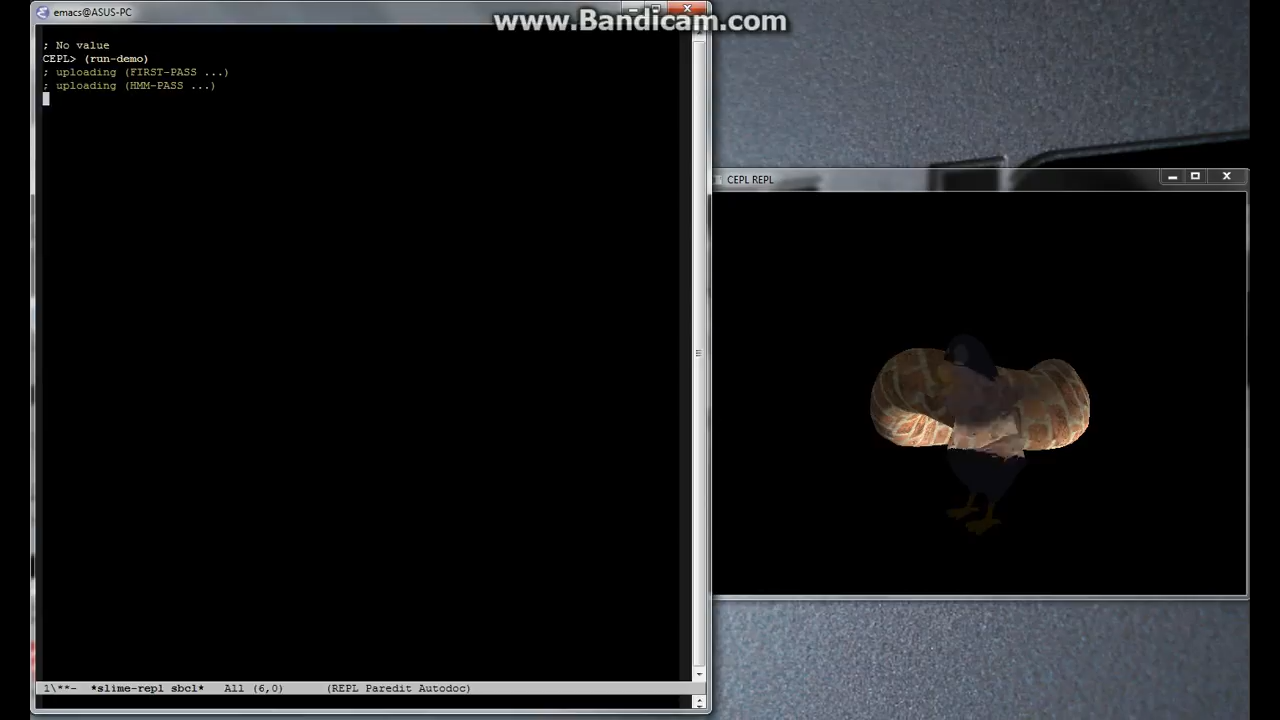 emacs@ASUS-PC
www.Bandicam.com
; No value
CEPL> (run-demo)
; uploading (FIRST-PASS ...)
; uploading (HMM-PASS ...)
CEPL REPL
1\**-  *slime-repl sbcl*   All (6,0)   (REPL Paredit Autodoc)